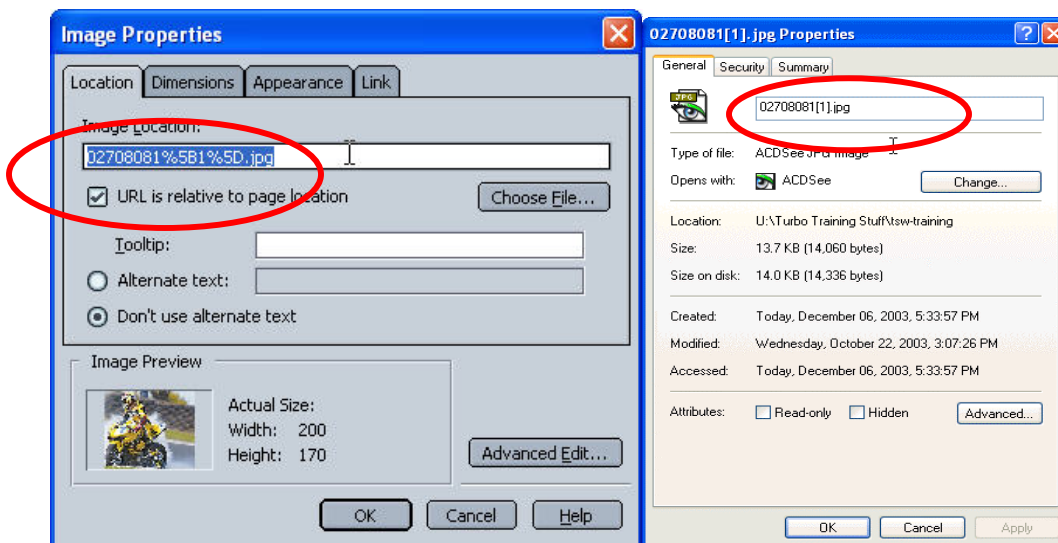 Image Properties
Location Dimensions Appearance Link
Image Location:
02708081%5B1%5D.jpg
URL is relative to page location
Choose File...
Tooltip:
Alternate text:
Don't use alternate text
Image Preview
Actual Size:
Width: 200
Height: 170
Advanced Edit...
OK Cancel Help
02708081[1].jpg Properties
General Security Summary
JPG
02708081[1].jpg
Type of file: ACDSee JPG Image
Opens with: ACDSee Change...
Location: U:\Turbo Training Stuff\tsw-training
Size: 13.7 KB (14,060 bytes)
Size on disk: 14.0 KB (14,336 bytes)
Created: Today, December 06, 2003, 5:33:57 PM
Modified: Wednesday, October 22, 2003, 3:07:26 PM
Accessed: Today, December 06, 2003, 5:33:57 PM
Attributes: Read-only Hidden Advanced...
OK Cancel Apply